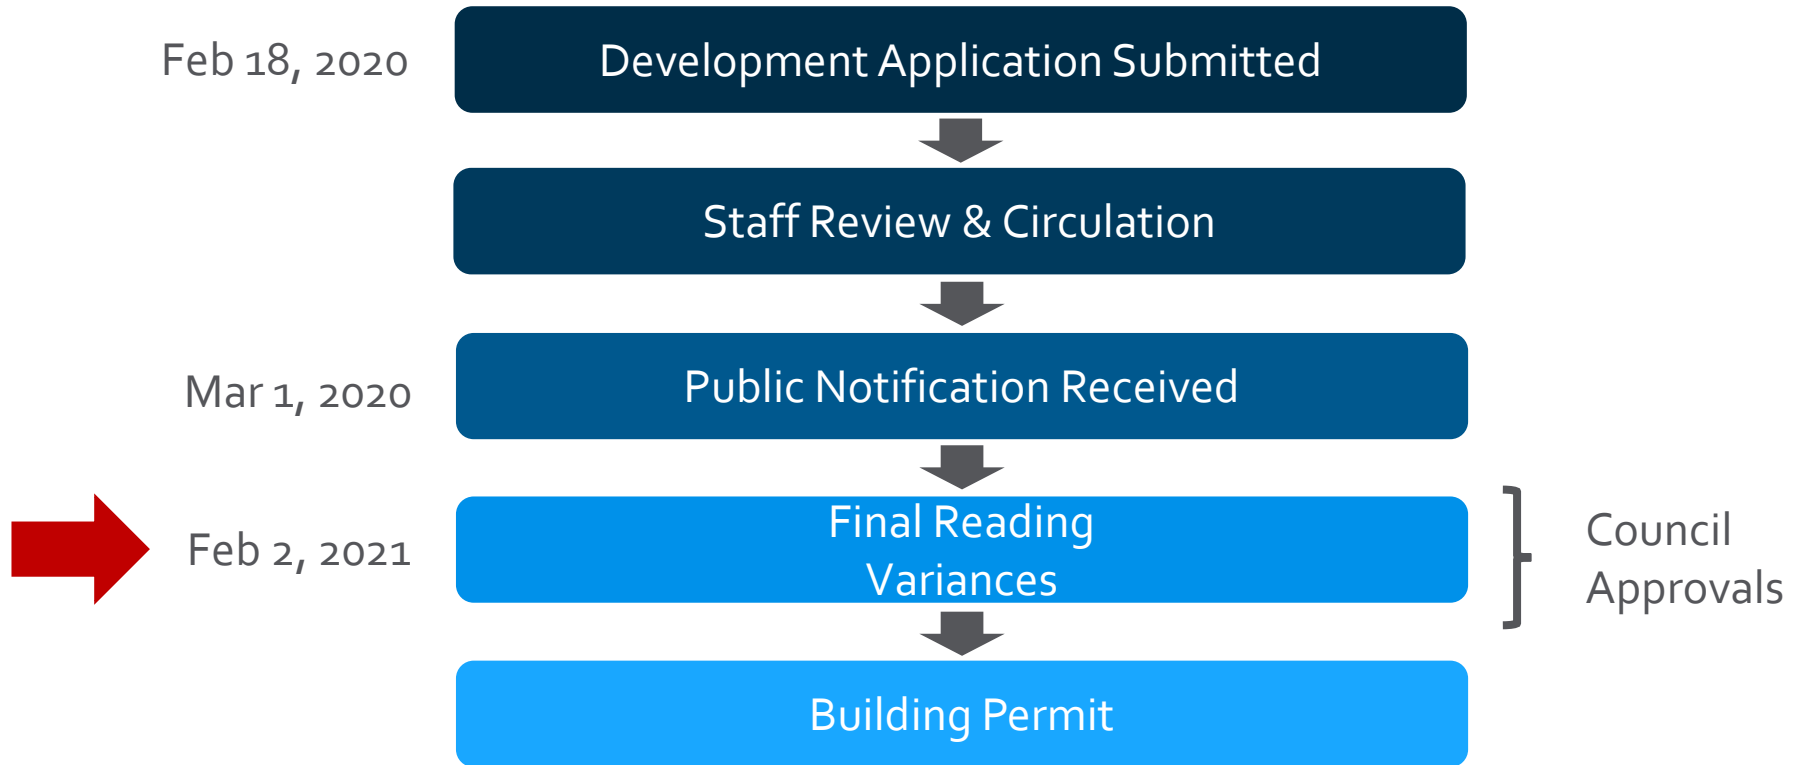 Feb 18, 2020
Development Application Submitted
Staff Review & Circulation
Mar 1, 2020
Public Notification Received
Feb 2, 2021
Final Reading
Variances
Council
Approvals
Building Permit